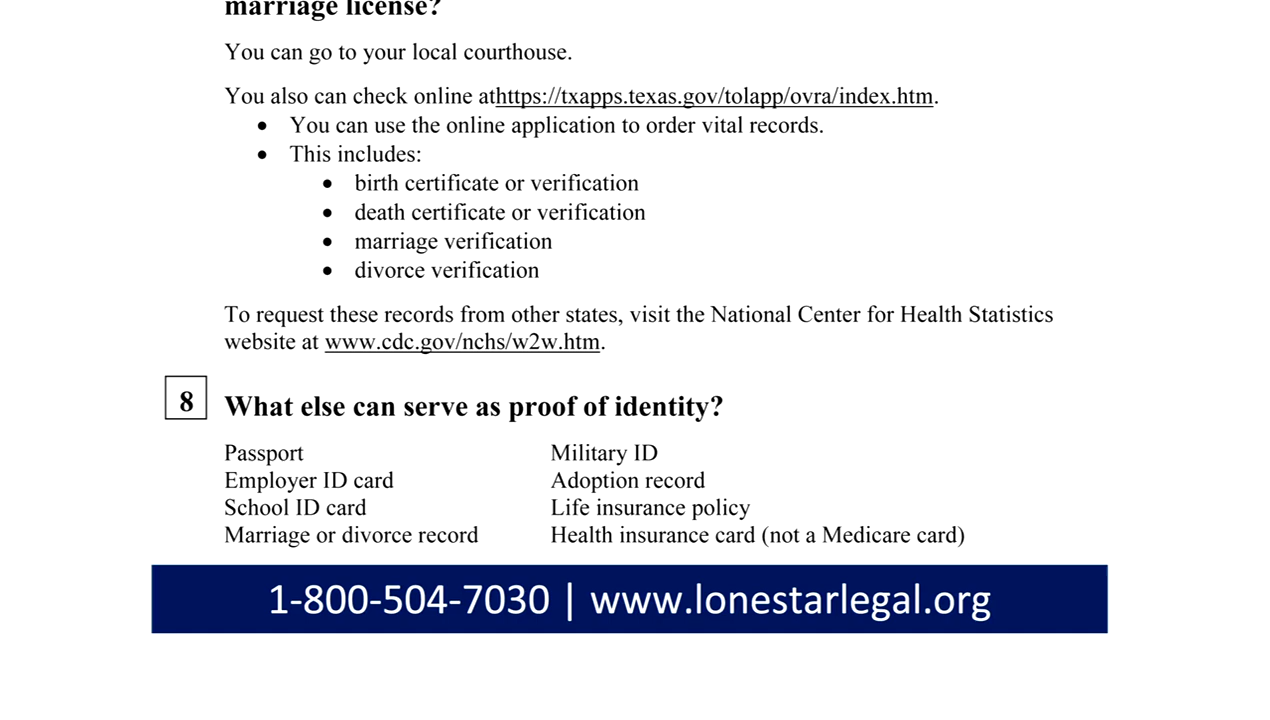 marriage license?
You can go to your local courthouse.
You also can check online athttps://txapps.texas.gov/tolapp/ovra/index.htm.
• You can use the online application to order vital records.
• This includes:
• birth certificate or verification
• death certificate or verification
• marriage verification
• divorce verification
To request these records from other states, visit the National Center for Health Statistics
website at www.cdc.gov/nchs/w2w.htm.
8 What else can serve as proof of identity?
Passport Military ID
Employer ID card Adoption record
School ID card Life insurance policy
Marriage or divorce record Health insurance card (not a Medicare card)
1-800-504-7030 | www.lonestarlegal.org